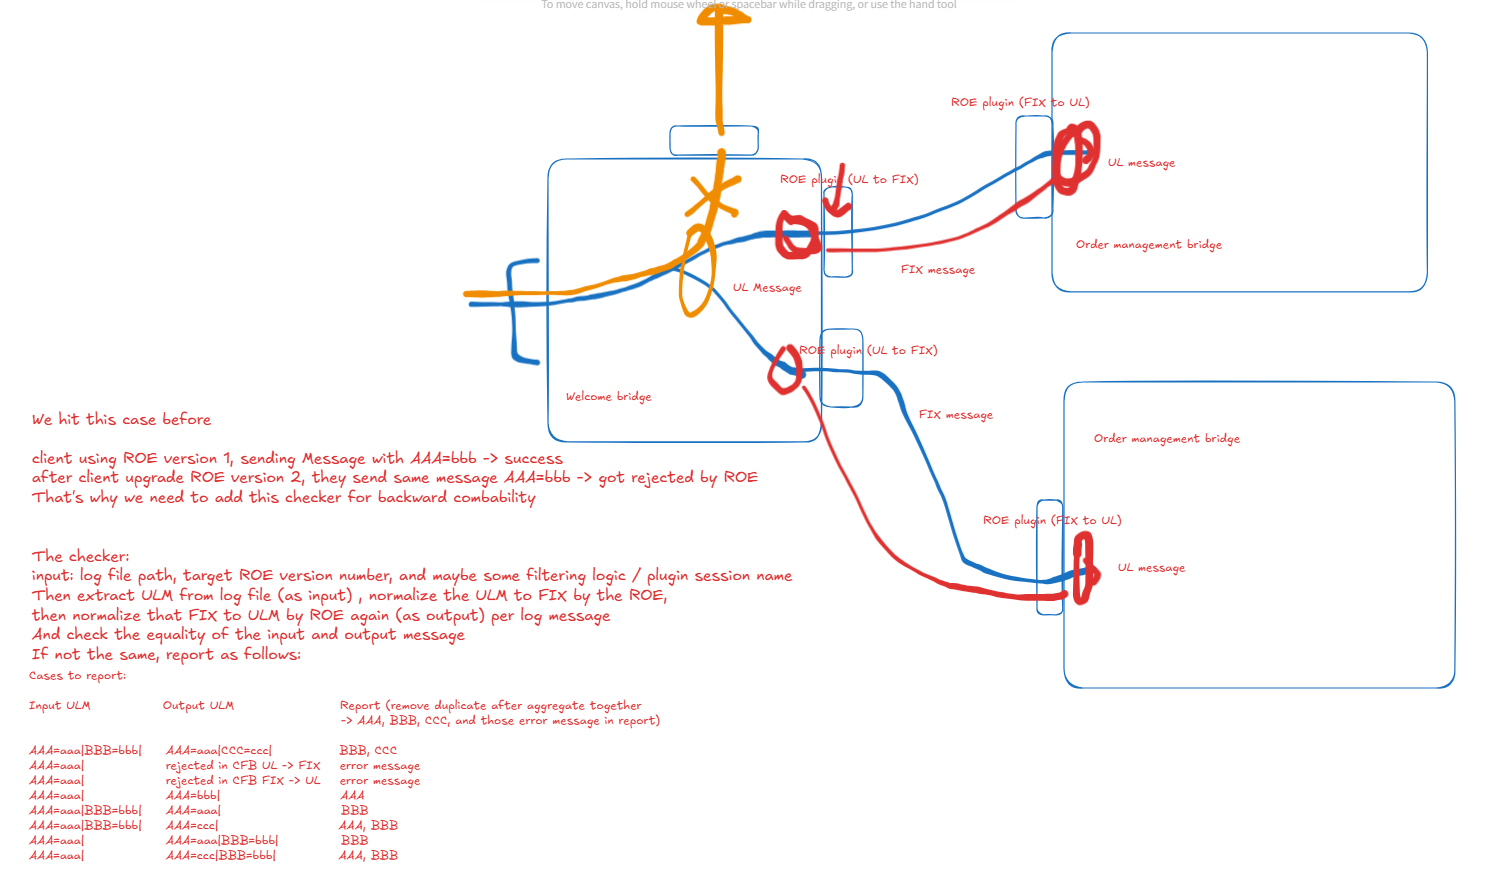 To move canvas, hold mouse wheel or spacebar while dragging, or use the hand tool
ROE plugin (FIX to UL)
UL message
ROE plugin (UL to FIX)
Order management bridge
FIX message
UL Message
ROE plugin (UL to FIX)
Welcome bridge
FIX message
Order management bridge
ROE plugin (FIX to UL)
UL message
We hit this case before
client using ROE version 1, sending Message with AAA=bbb -> success
after client upgrade ROE version 2, they send same message AAA=bbb -> got rejected by ROE
That's why we need to add this checker for backward combability
The checker:
input: log file path, target ROE version number, and maybe some filtering logic / plugin session name
Then extract ULM from log file (as input) , normalize the ULM to FIX by the ROE,
then normalize that FIX to ULM by ROE again (as output) per log message
And check the equality of the input and output message
If not the same, report as follows:
Cases to report:
Input ULM Output ULM Report (remove duplicate after aggregate together
-> AAA, BBB, CCC, and those error message in report)
AAA=aaa|BBB=bbb| AAA=aaa|CCC=ccc| BBB, CCC
AAA=aaa| rejected in CFB UL -> FIX error message
AAA=aaa| rejected in CFB FIX -> UL error message
AAA=aaa| AAA=bbb| AAA
AAA=aaa|BBB=bbb| AAA=aaa| BBB
AAA=aaa|BBB=bbb| AAA=ccc| AAA, BBB
AAA=aaa| AAA=aaa|BBB=bbb| BBB
AAA=aaa| AAA=ccc|BBB=bbb| AAA, BBB